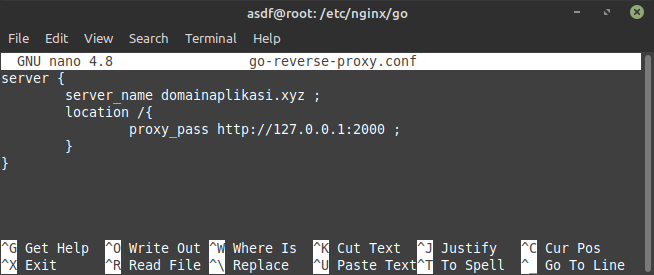 asdf@root: /etc/nginx/go
File Edit View Search Terminal Help
GNU nano 4.8 go-reverse-proxy.conf
server {
        server_name domainaplikasi.xyz ;
        location /{
                proxy_pass http://127.0.0.1:2000 ;
        }
}
^G Get Help ^O Write Out ^W Where Is ^K Cut Text ^J Justify ^C Cur Pos
^X Exit ^R Read File ^\ Replace ^U Paste Text ^T To Spell ^_ Go To Line